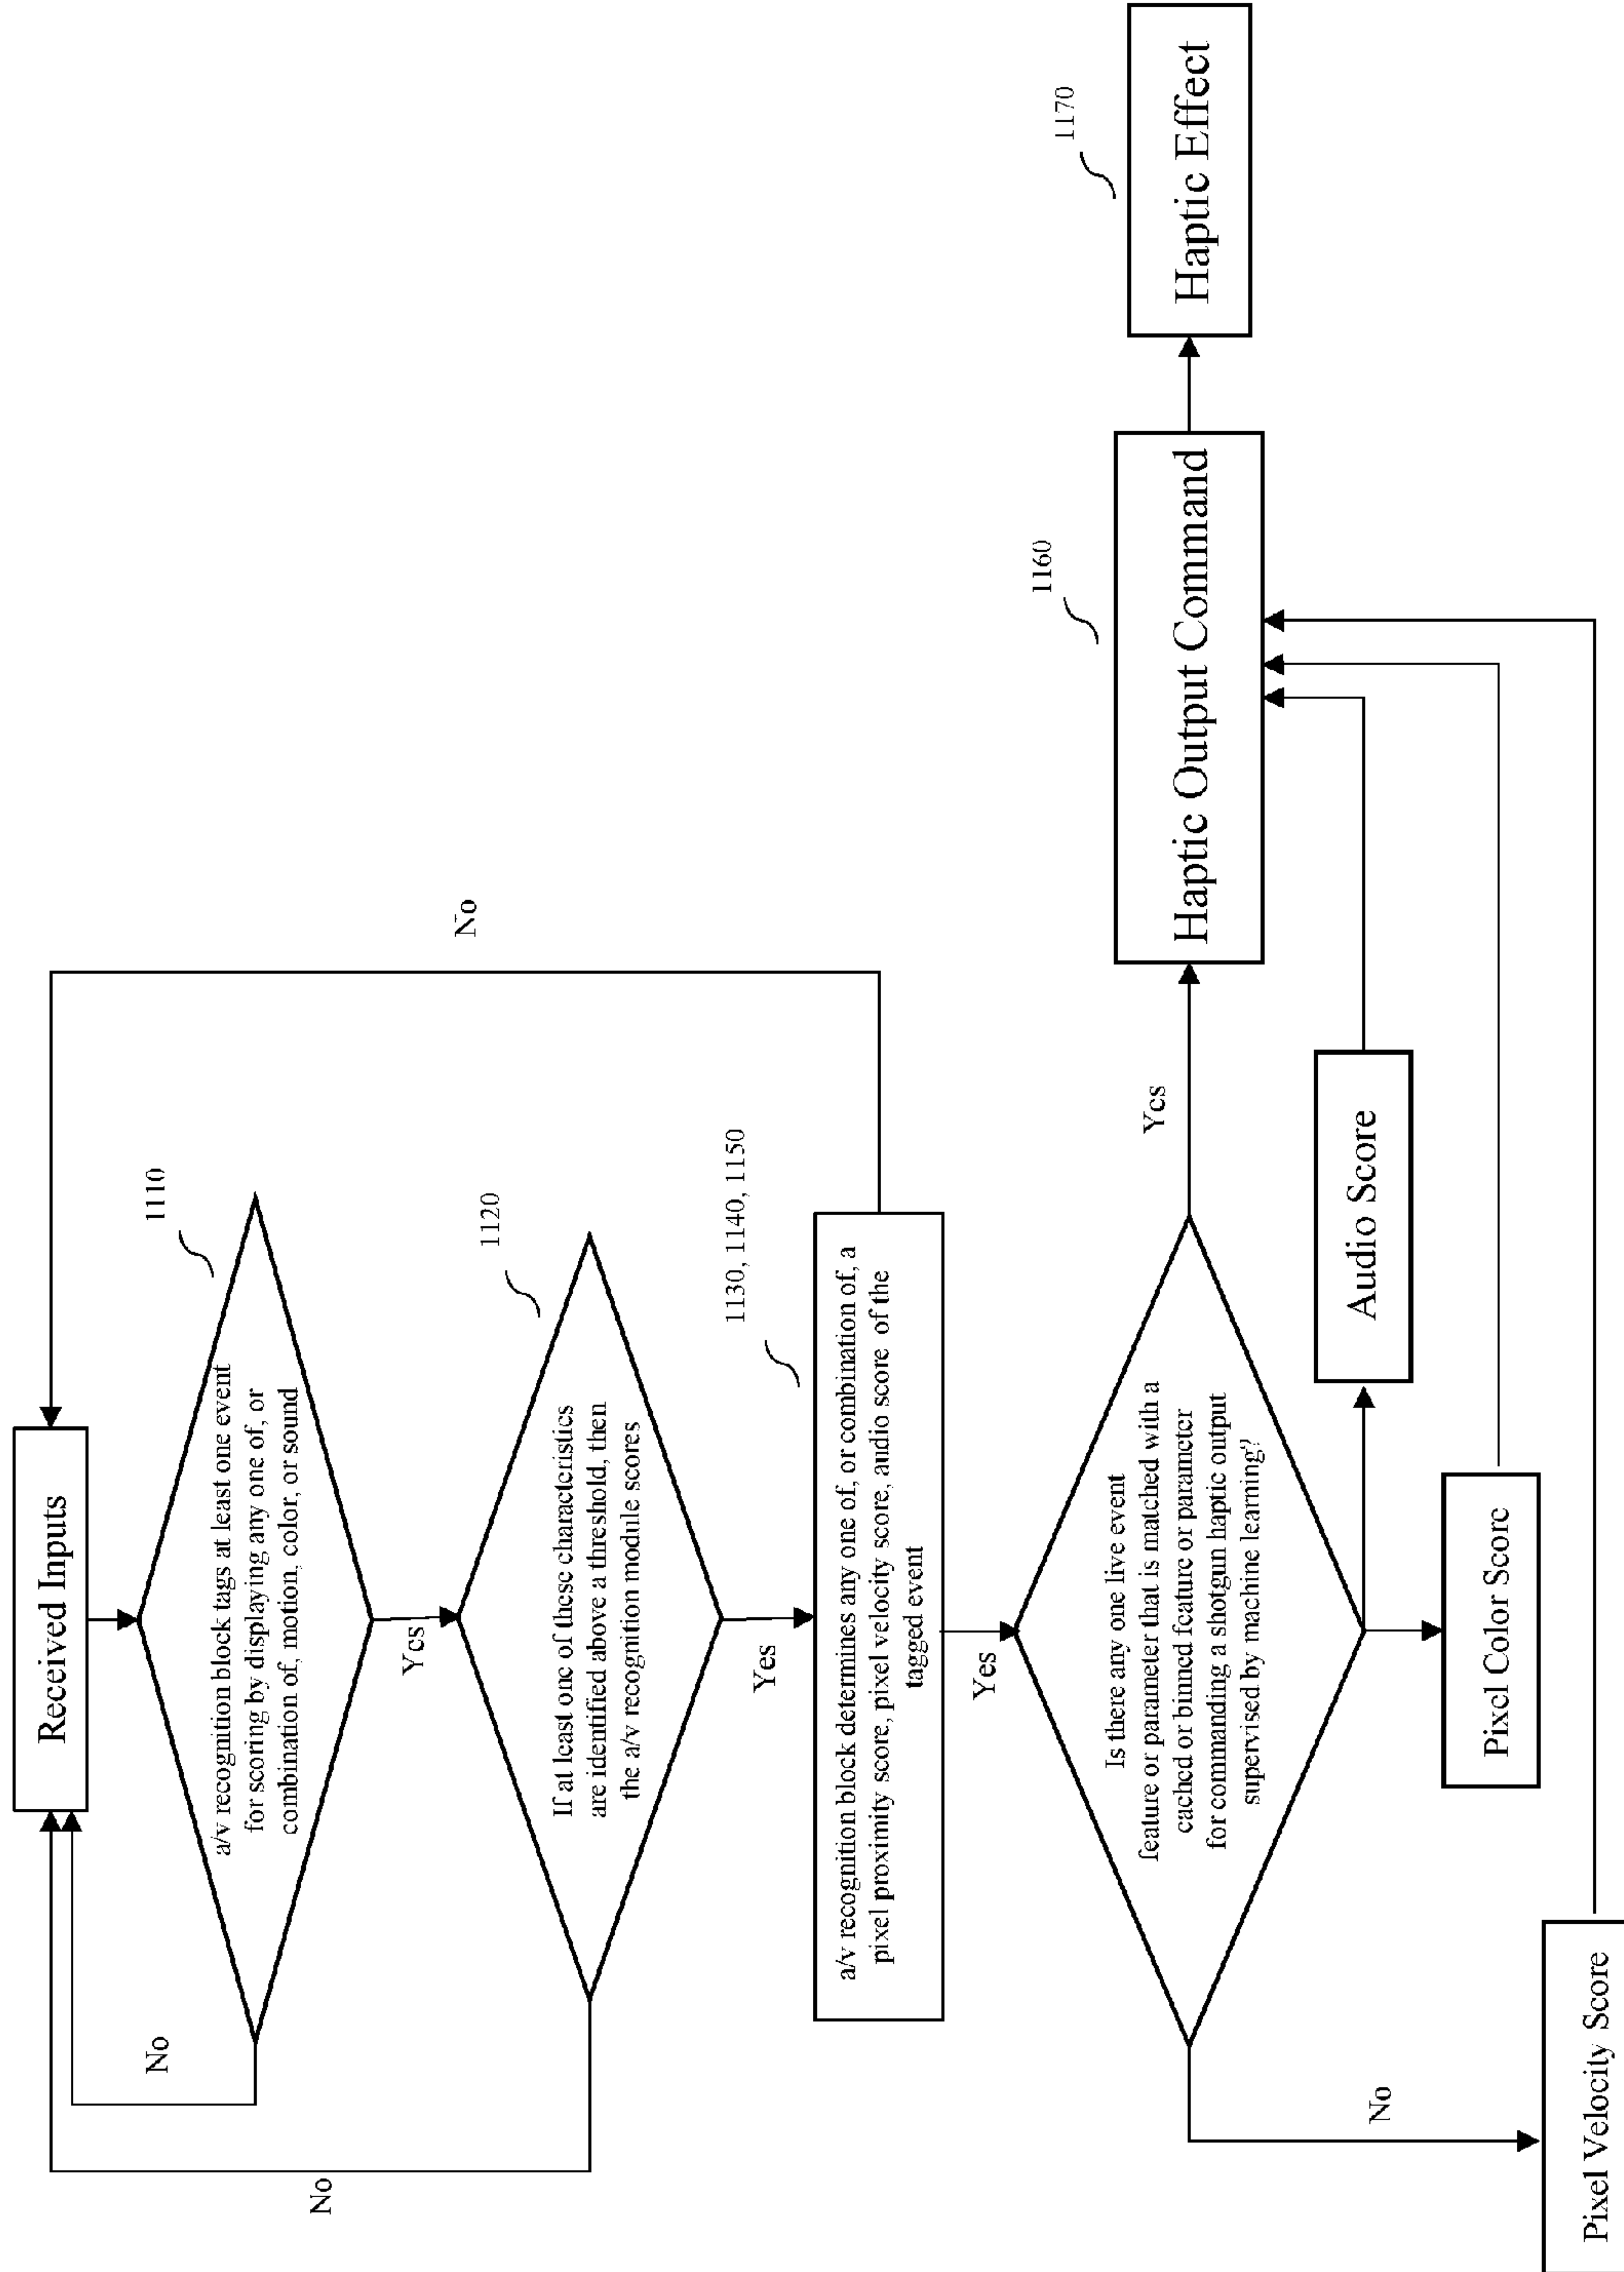 Received Inputs
1110
a/v recognition block tags at least one event
for scoring by displaying any one of, or
combination of, motion, color, or sound
No
Yes
1120
If at least one of these characteristics
are identified above a threshold, then
the a/v recognition module scores
No
Yes
No
1130, 1140, 1150
a/v recognition block determines any one of, or combination of, a
pixel proximity score, pixel velocity score, audio score of the
tagged event
Yes
Is there any one live event
feature or parameter that is matched with a
cached or binned feature or parameter
for commanding a shotgun haptic output
supervised by machine learning?
Yes
1160
Haptic Output Command
1170
Haptic Effect
No
Audio Score
Pixel Color Score
Pixel Velocity Score